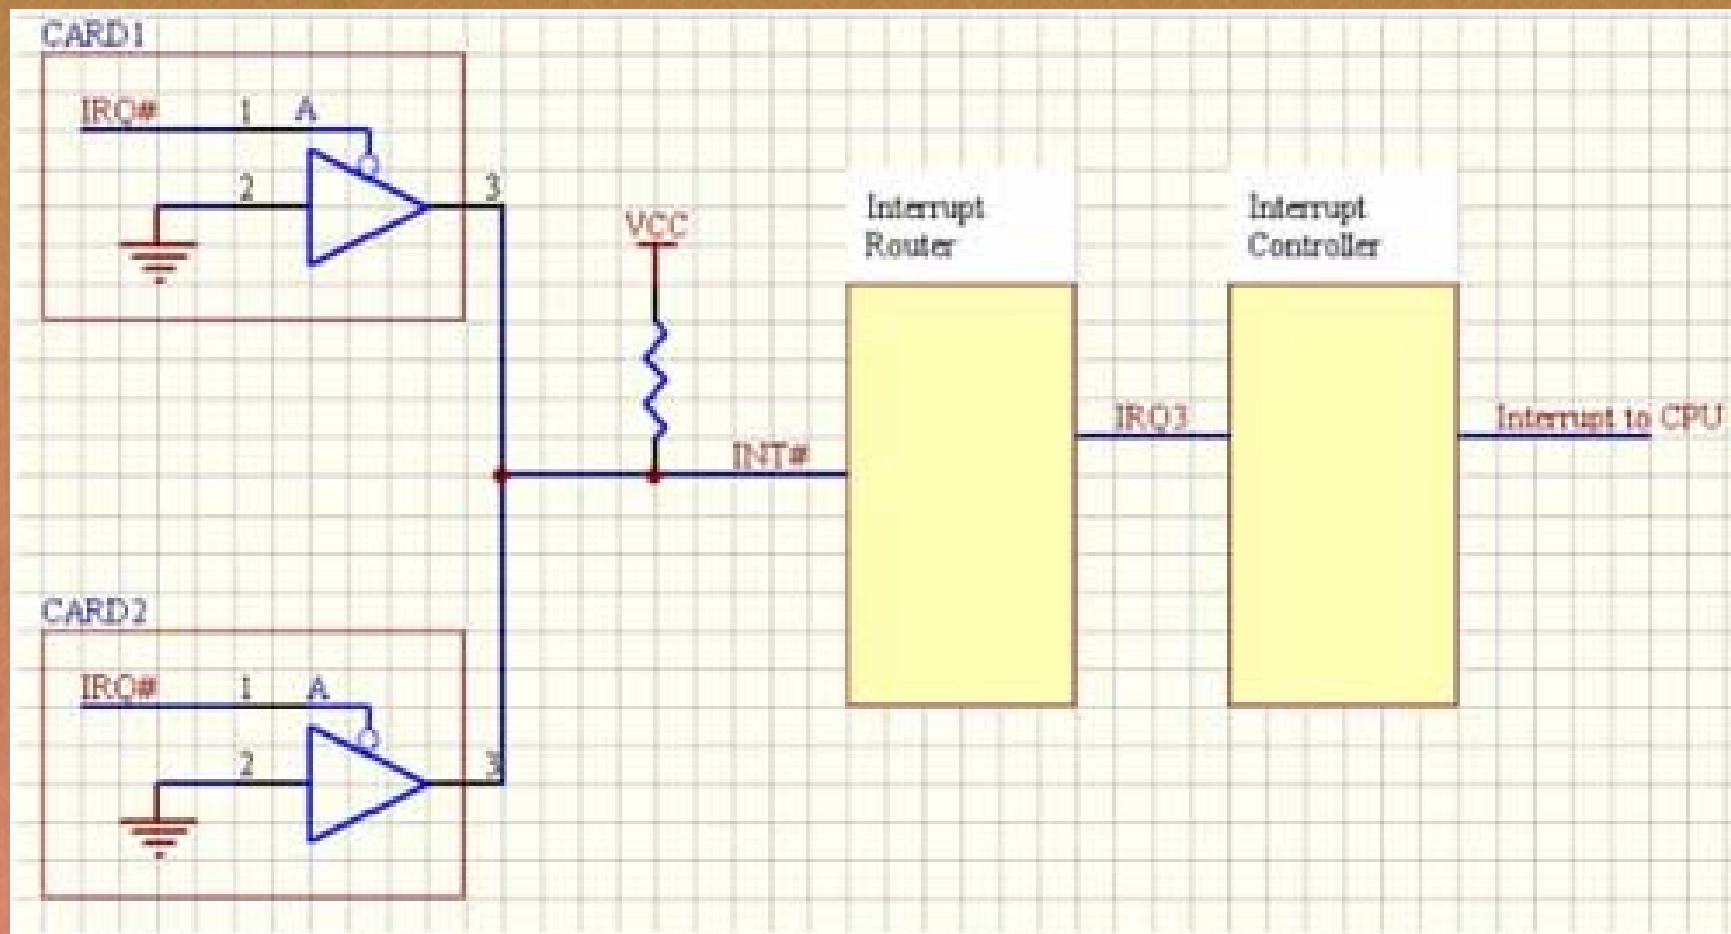 CARD1
IRQ#
1
A
2
3
VCC
Interrupt
Router
Interrupt
Controller
INT#
IRQ3
Interrupt to CPU
CARD2
IRQ#
1
A
2
3